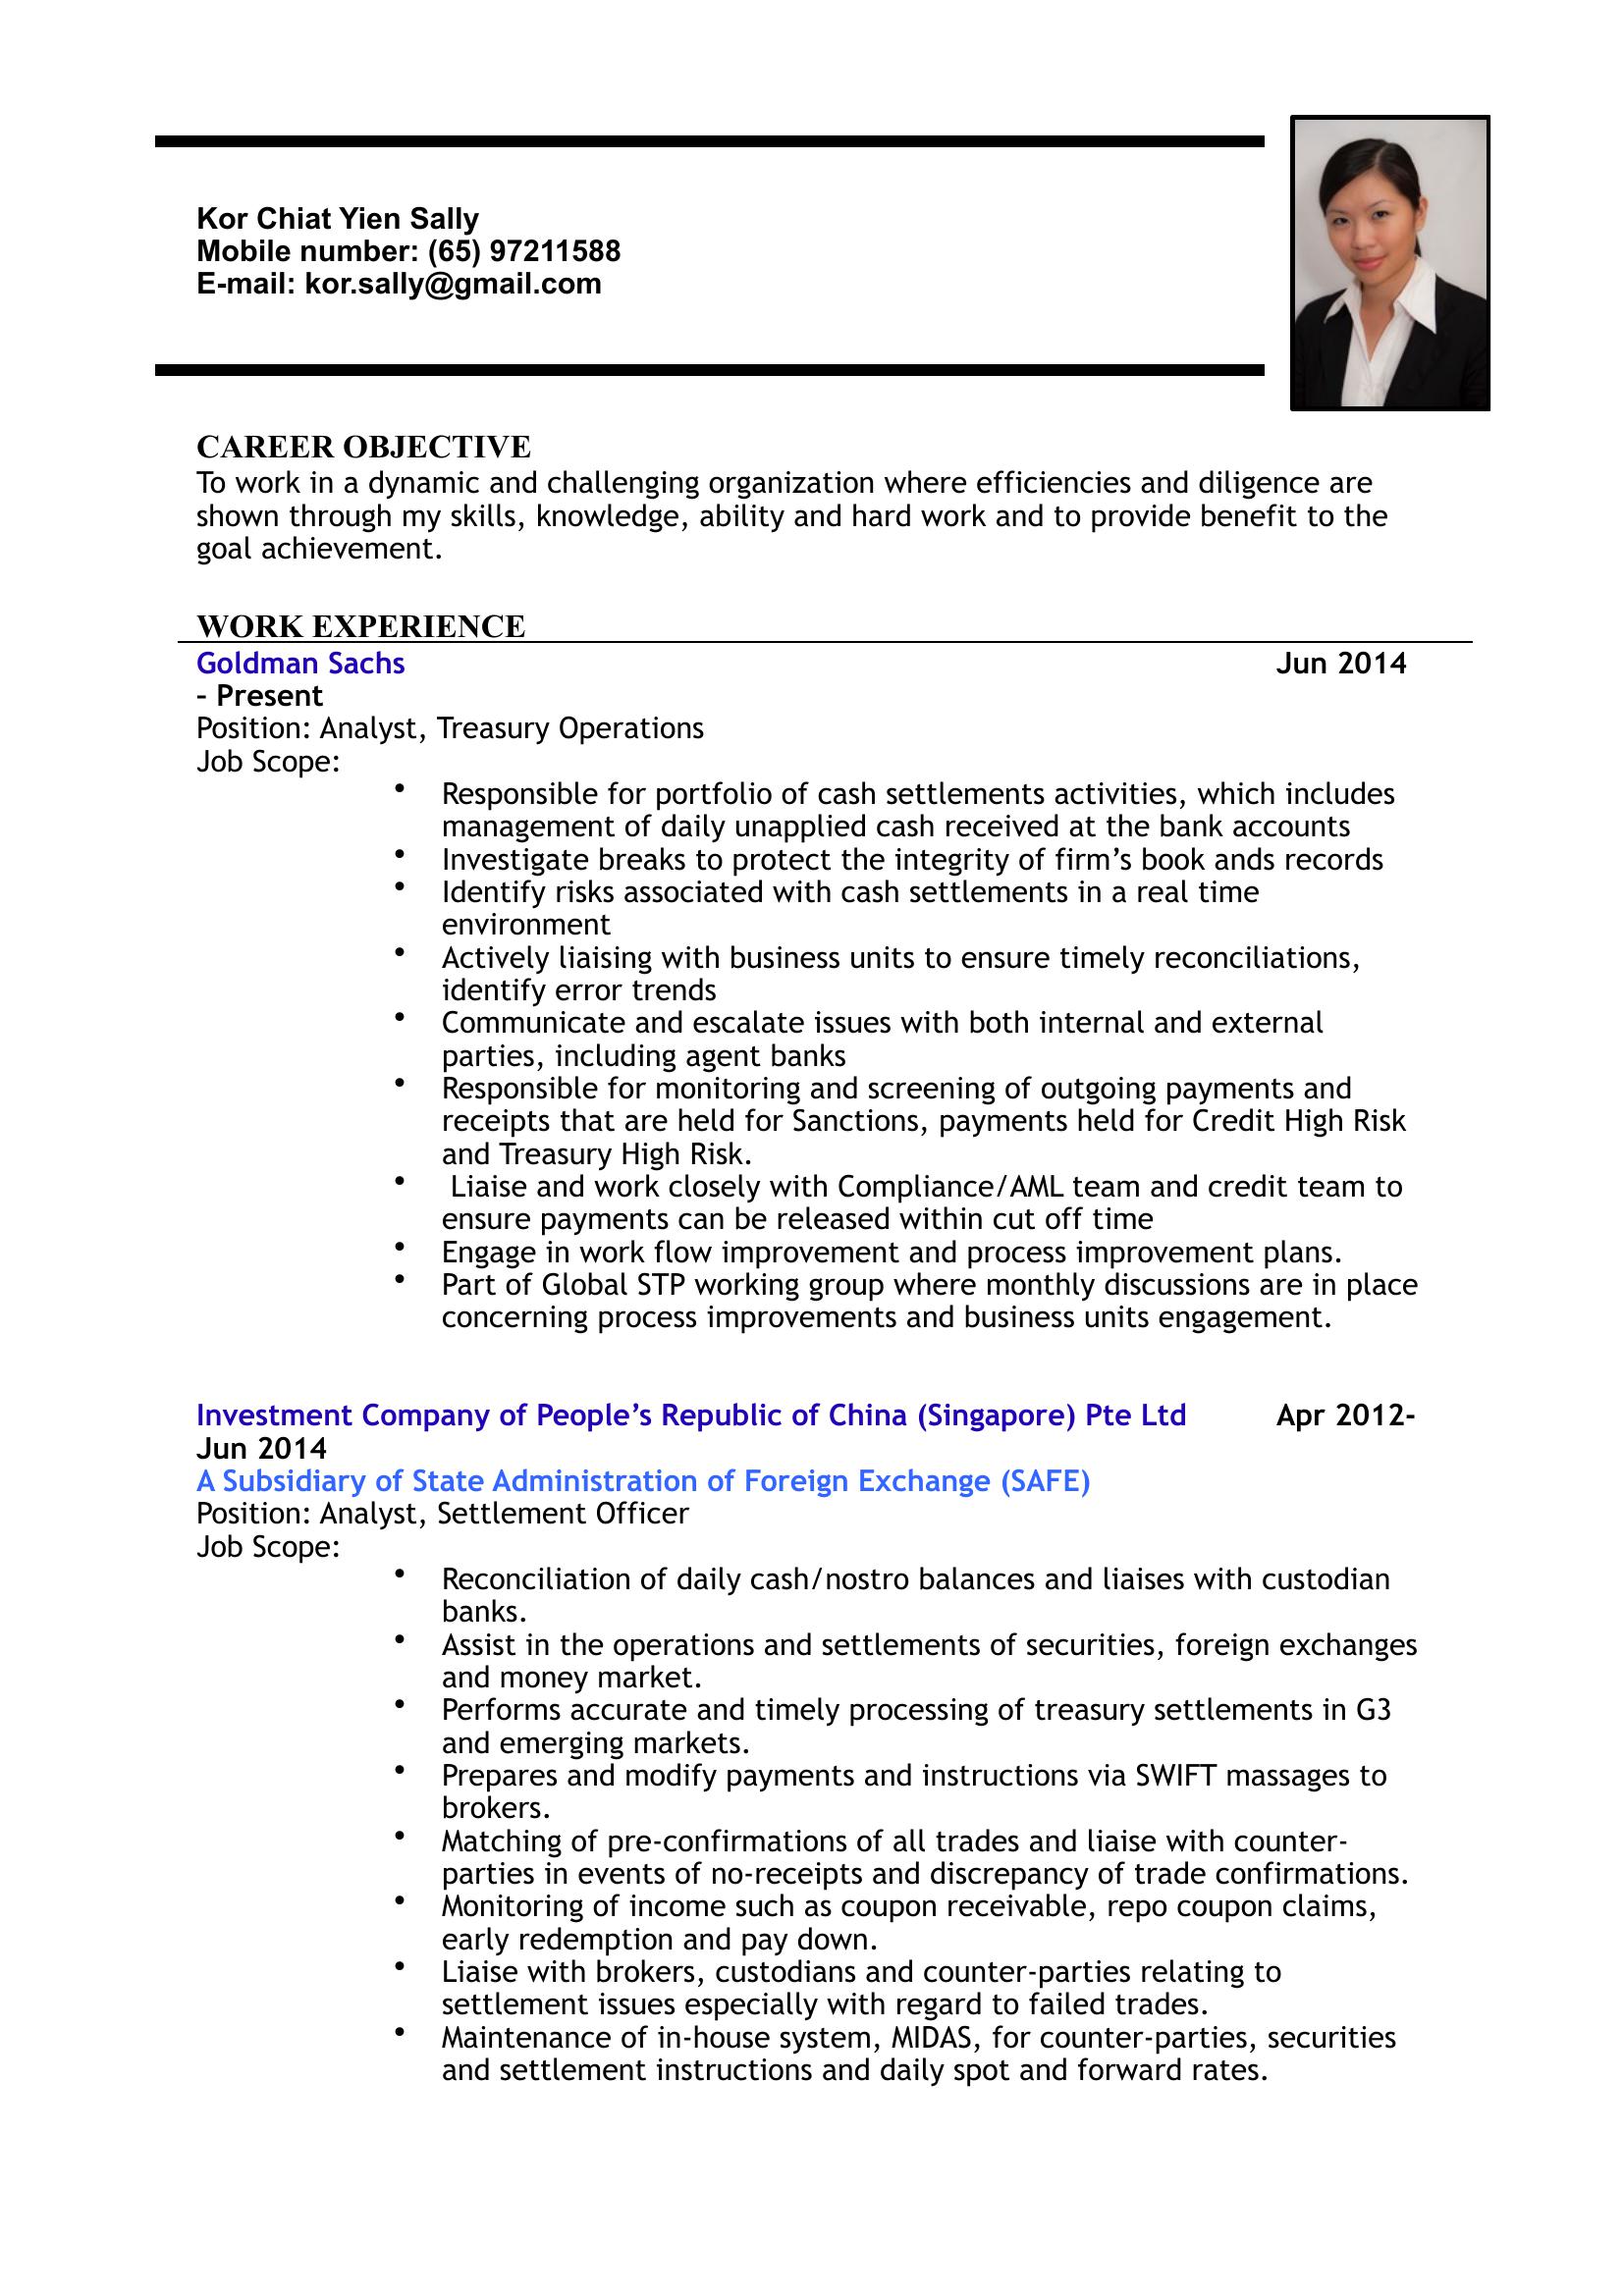 Kor Chiat Yien Sally
Mobile number: (65) 97211588
E-mail: kor.sally@gmail.com
CAREER OBJECTIVE
To work in a dynamic and challenging organization where efficiencies and diligence are
shown through my skills, knowledge, ability and hard work and to provide benefit to the
goal achievement.
WORK EXPERIENCE
Goldman Sachs Jun 2014
– Present
Position: Analyst, Treasury Operations
Job Scope:
• Responsible for portfolio of cash settlements activities, which includes
management of daily unapplied cash received at the bank accounts
• Investigate breaks to protect the integrity of firm’s book ands records
• Identify risks associated with cash settlements in a real time
environment
• Actively liaising with business units to ensure timely reconciliations,
identify error trends
• Communicate and escalate issues with both internal and external
parties, including agent banks
• Responsible for monitoring and screening of outgoing payments and
receipts that are held for Sanctions, payments held for Credit High Risk
and Treasury High Risk.
• Liaise and work closely with Compliance/AML team and credit team to
ensure payments can be released within cut off time
• Engage in work flow improvement and process improvement plans.
• Part of Global STP working group where monthly discussions are in place
concerning process improvements and business units engagement.
Investment Company of People’s Republic of China (Singapore) Pte Ltd Apr 2012-
Jun 2014
A Subsidiary of State Administration of Foreign Exchange (SAFE)
Position: Analyst, Settlement Officer
Job Scope:
• Reconciliation of daily cash/nostro balances and liaises with custodian
banks.
• Assist in the operations and settlements of securities, foreign exchanges
and money market.
• Performs accurate and timely processing of treasury settlements in G3
and emerging markets.
• Prepares and modify payments and instructions via SWIFT massages to
brokers.
• Matching of pre-confirmations of all trades and liaise with counter-
parties in events of no-receipts and discrepancy of trade confirmations.
• Monitoring of income such as coupon receivable, repo coupon claims,
early redemption and pay down.
• Liaise with brokers, custodians and counter-parties relating to
settlement issues especially with regard to failed trades.
• Maintenance of in-house system, MIDAS, for counter-parties, securities
and settlement instructions and daily spot and forward rates.